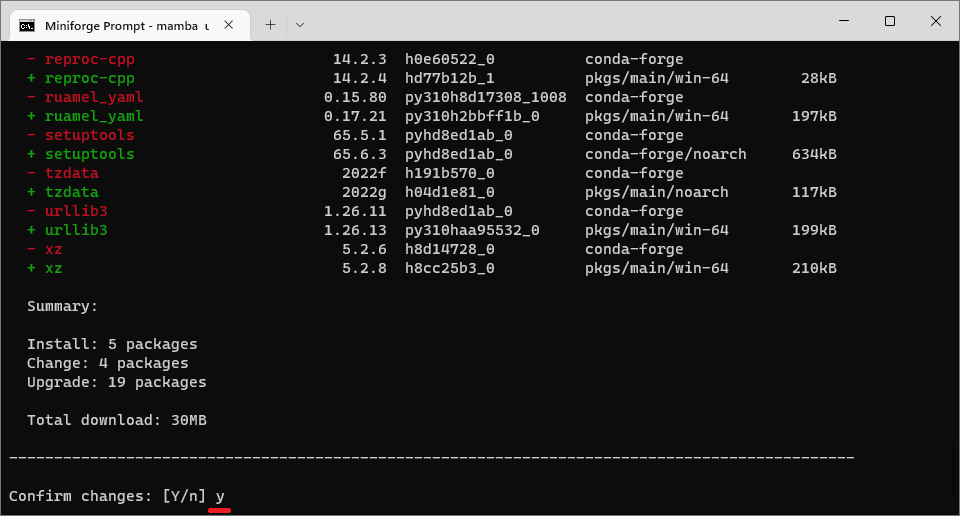 Miniforge Prompt - mamba u
- reproc-cpp 14.2.3 h0e60522_0 conda-forge
+ reproc-cpp 14.2.4 hd77b12b_1 pkgs/main/win-64 28kB
- ruamel_yaml 0.15.80 py310h8d17308_1008 conda-forge
+ ruamel_yaml 0.17.21 py310h2bbff1b_0 pkgs/main/win-64 197kB
- setuptools 65.5.1 pyhd8ed1ab_0 conda-forge
+ setuptools 65.6.3 pyhd8ed1ab_0 conda-forge/noarch 634kB
- tzdata 2022f h191b570_0 conda-forge
+ tzdata 2022g h04d1e81_0 pkgs/main/noarch 117kB
- urllib3 1.26.11 pyhd8ed1ab_0 conda-forge
+ urllib3 1.26.13 py310haa95532_0 pkgs/main/win-64 199kB
- xz 5.2.6 h8d14728_0 conda-forge
+ xz 5.2.8 h8cc25b3_0 pkgs/main/win-64 210kB
Summary:
Install: 5 packages
Change: 4 packages
Upgrade: 19 packages
Total download: 30MB
Confirm changes: [Y/n] y